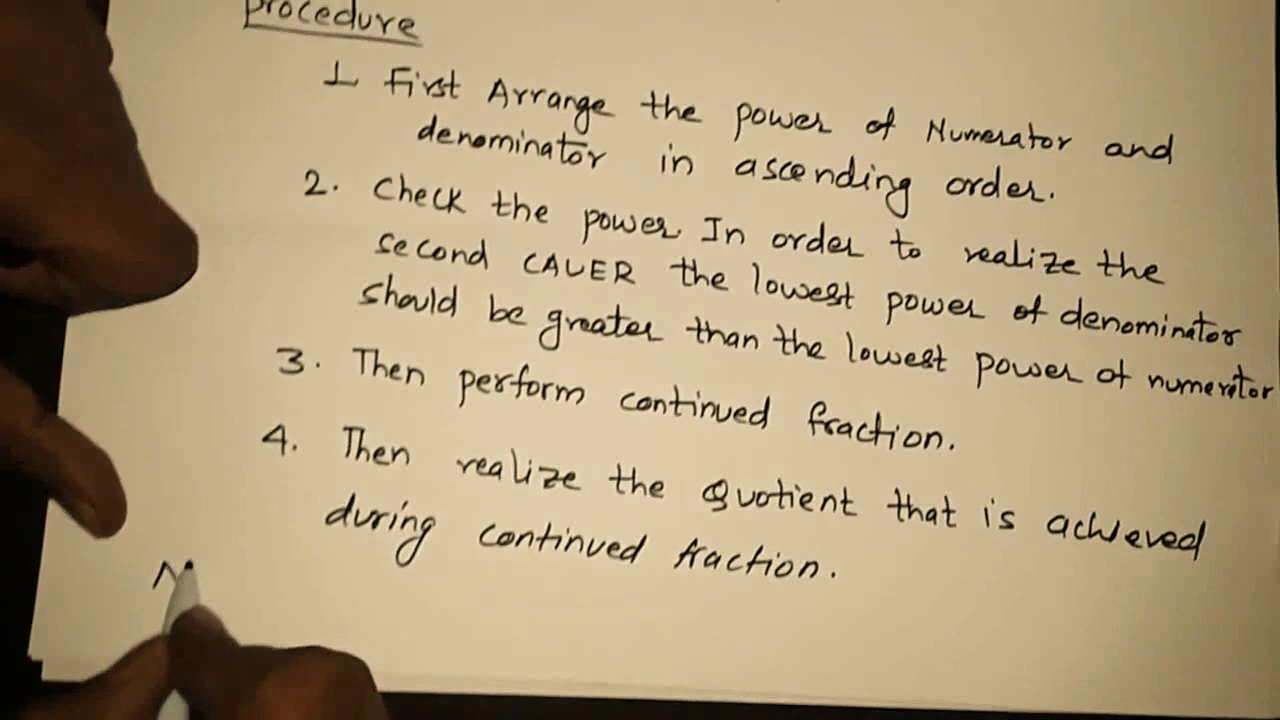 Procedure
1 First Arrange the power of Numerator and
denominator in ascending order.
2. Check the power. In order to realize the
second CAUER the lowest power of denominator
should be greater than the lowest power of numerator
3. Then perform continued fraction.
4. Then realize the Quotient that is achieved
during continued fraction.
N